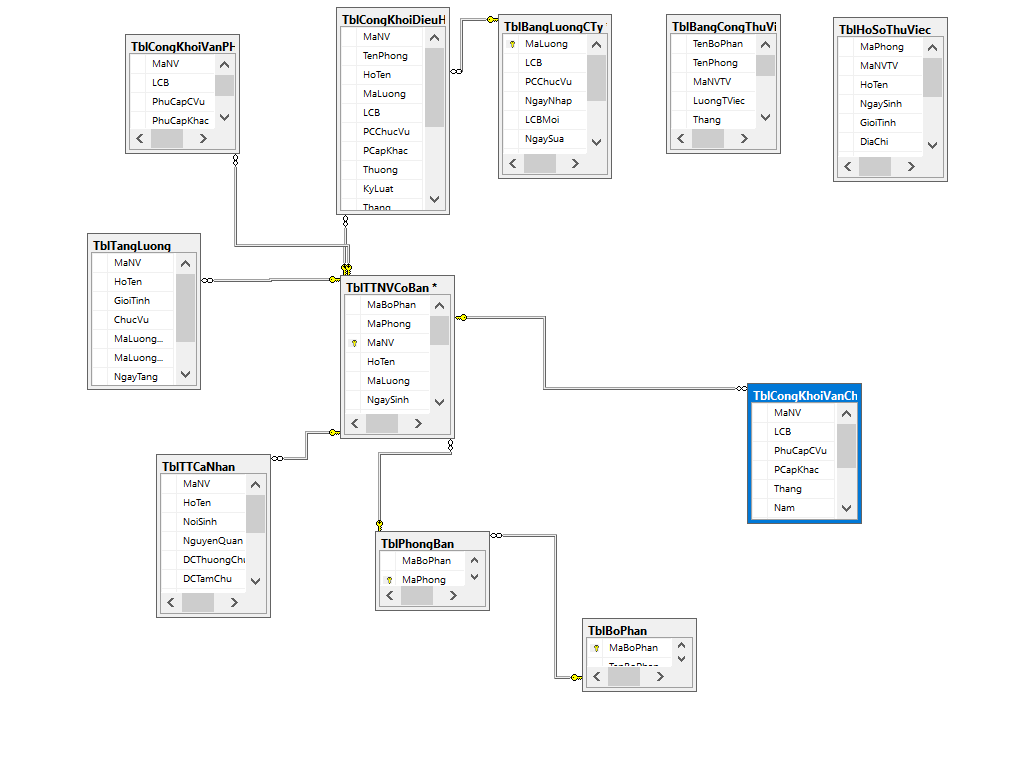 TblCongKhoiVanPH
MaNV
LCB
PhuCapCVu
PhuCapKhac
TblCongKhoiDieuH
MaNV
TenPhong
HoTen
MaLuong
LCB
PCChucVu
PCapKhac
Thuong
KyLuat
Thang
TblBangLuongCTy
MaLuong
LCB
PCChucVu
NgayNhap
LCBMoi
NgaySua
TblBangCongThuVi
TenBoPhan
TenPhong
MaNVTV
LuongTViec
Thang
TblHoSoThuViec
MaPhong
MaNVTV
HoTen
NgaySinh
GioiTinh
DiaChi
TblTangLuong
MaNV
HoTen
GioiTinh
ChucVu
MaLuong...
MaLuong...
NgayTang
TblTTNVCoBan *
MaBoPhan
MaPhong
MaNV
HoTen
MaLuong
NgaySinh
TblCongKhoiVanCh
MaNV
LCB
PhuCapCVu
PCapKhac
Thang
Nam
TblTTCaNhan
MaNV
HoTen
NoiSinh
NguyenQuan
DCThuongChu
DCTamChu
TblPhongBan
MaBoPhan
MaPhong
TblBoPhan
MaBoPhan
TenBoPhan